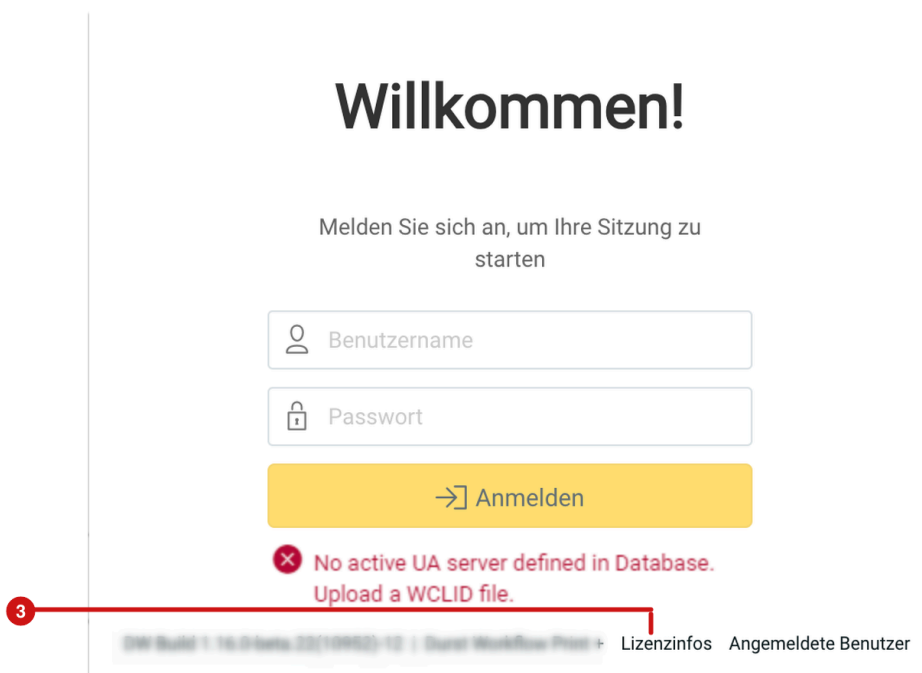 Willkommen!
Melden Sie sich an, um Ihre Sitzung zu
starten
Benutzername
Passwort
Anmelden
No active UA server defined in Database.
Upload a WCLID file.
3
Lizenzinfos Angemeldete Benutzer